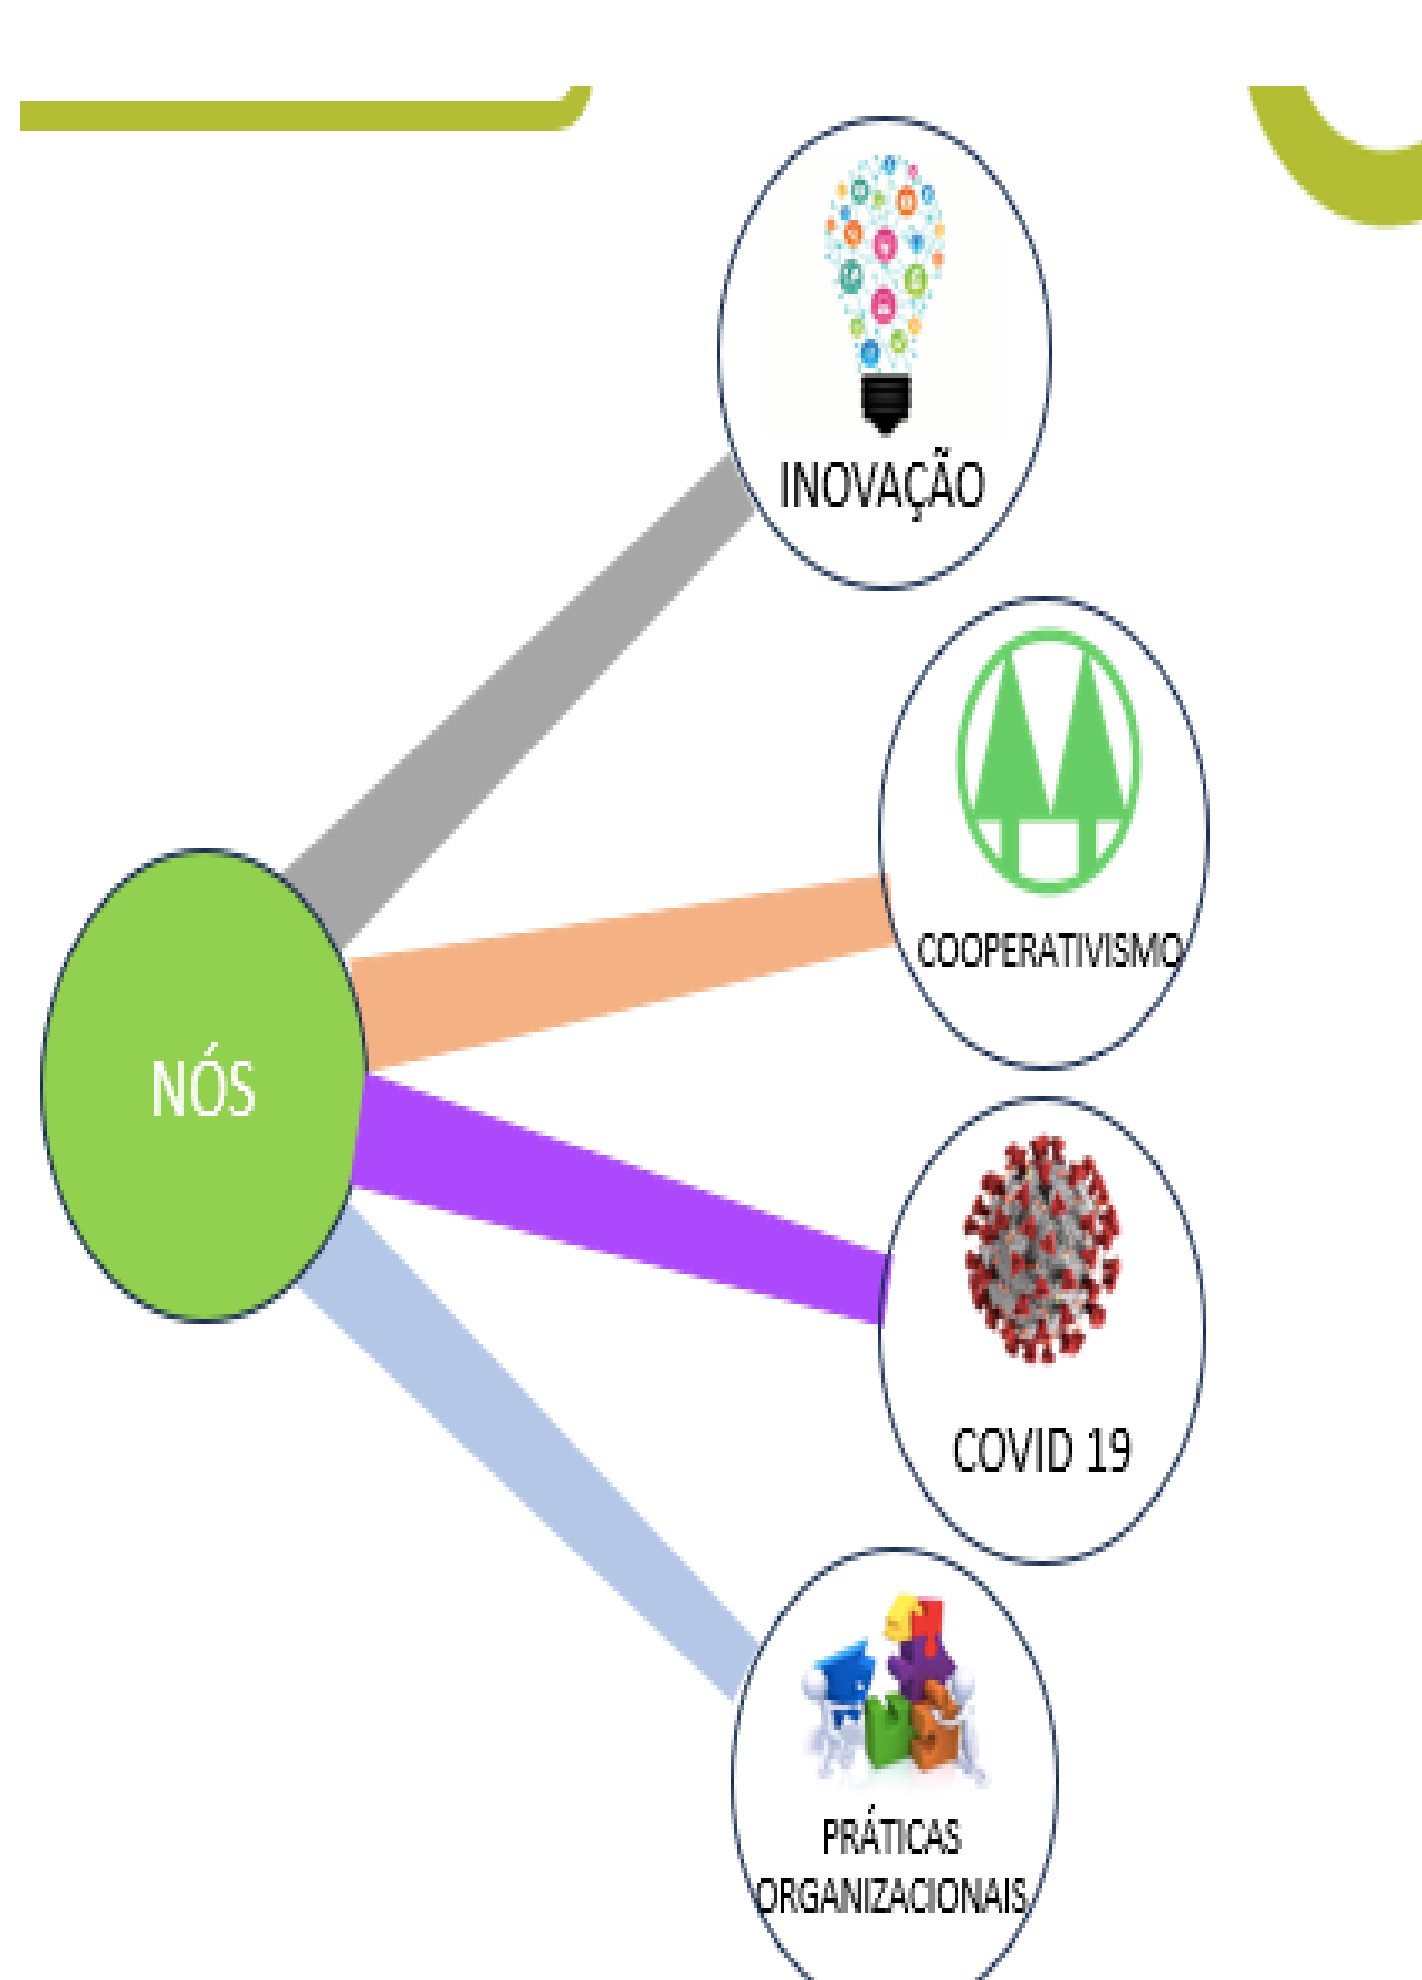 INOVAÇÃO
COOPERATIVISMO
NÓS
COVID 19
PRÁTICAS
ORGANIZACIONAIS